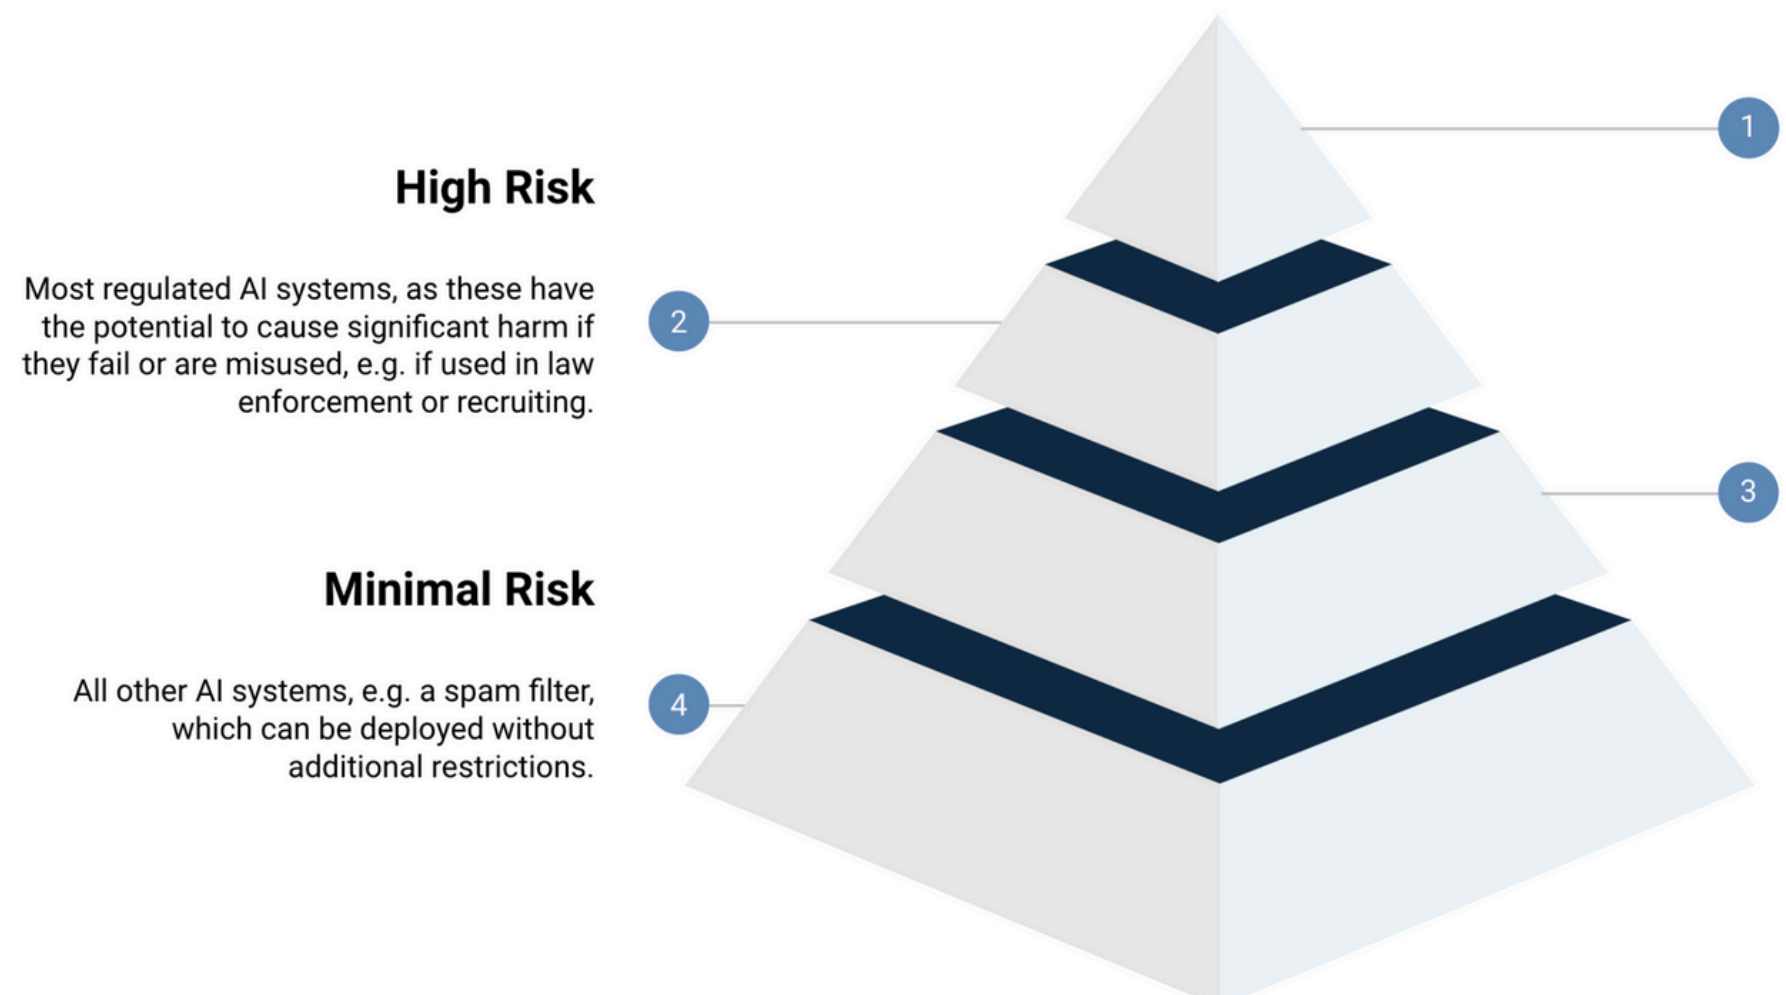 1
High Risk
Most regulated AI systems, as these have
the potential to cause significant harm if
they fail or are misused, e.g. if used in law
enforcement or recruiting.
2
3
Minimal Risk
All other AI systems, e.g. a spam filter,
which can be deployed without
additional restrictions.
4